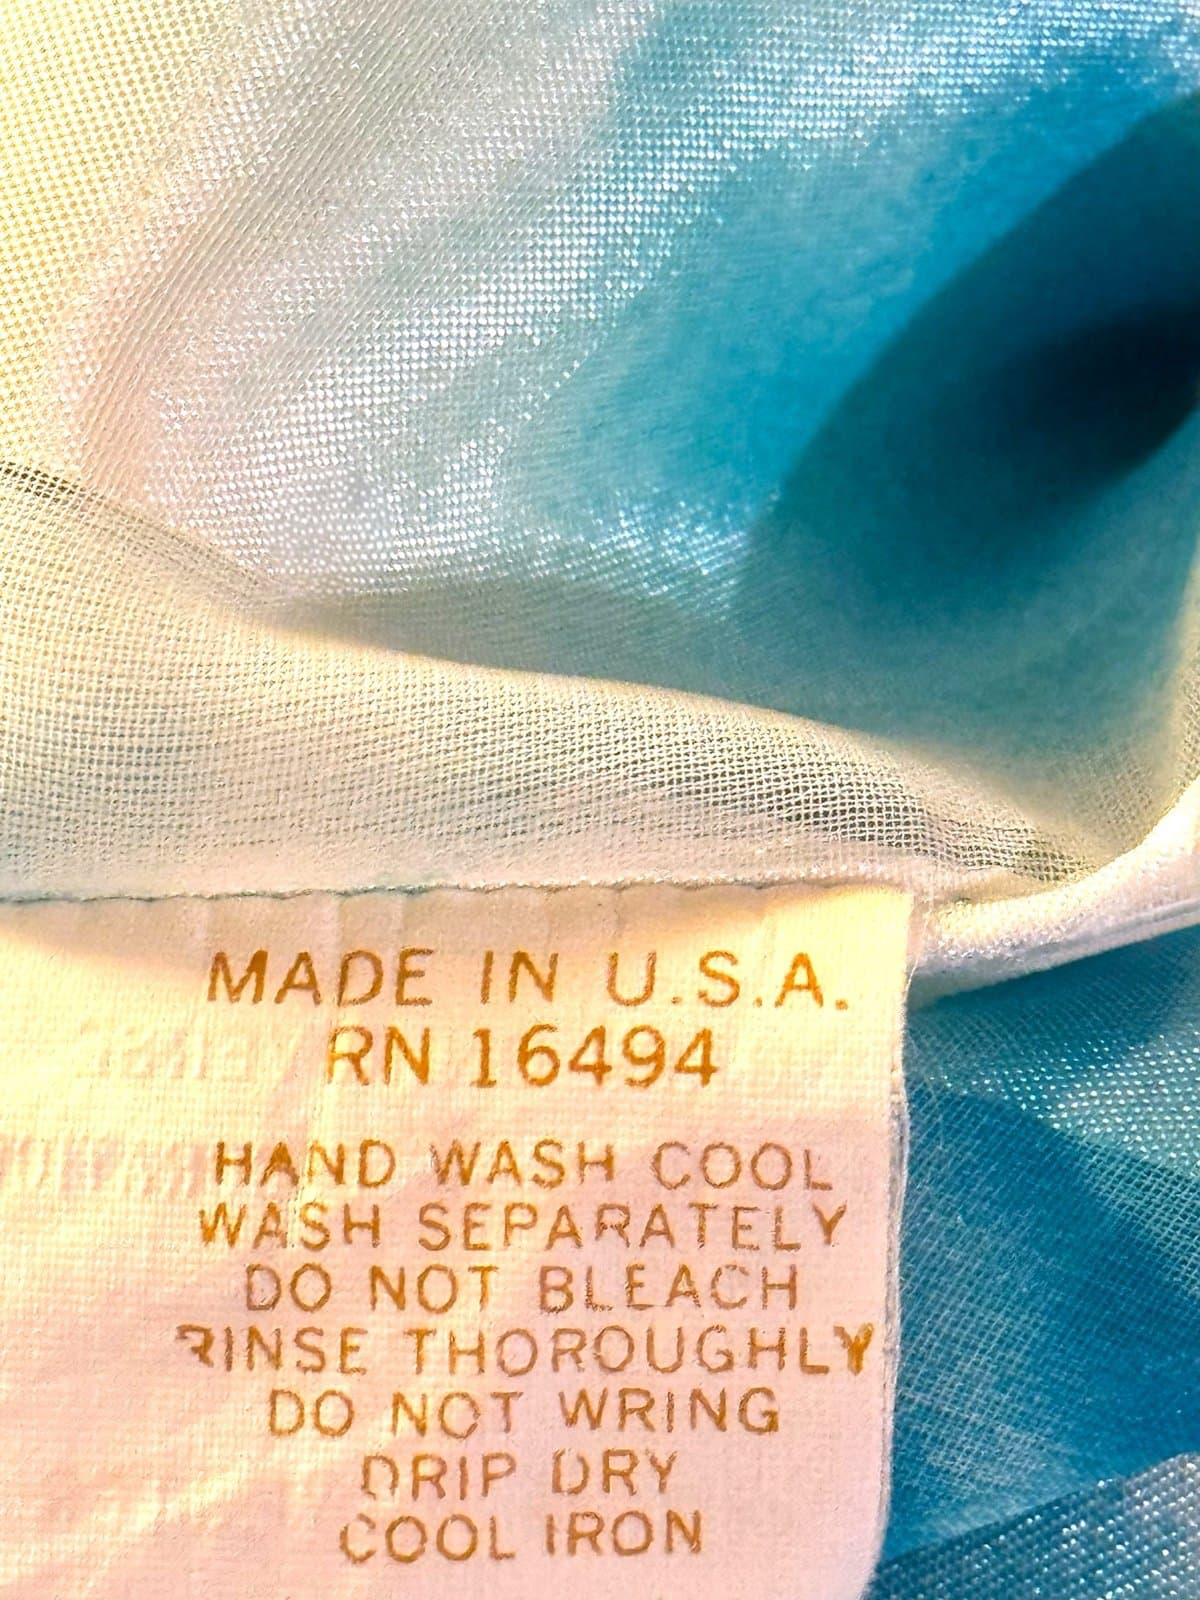 MADE IN U.S.A.
RN 16494
HAND WASH COOL
WASH SEPARATELY
DO NOT BLEACH
RINSE THOROUGHLY
DO NOT WRING
DRIP DRY
COOL IRON